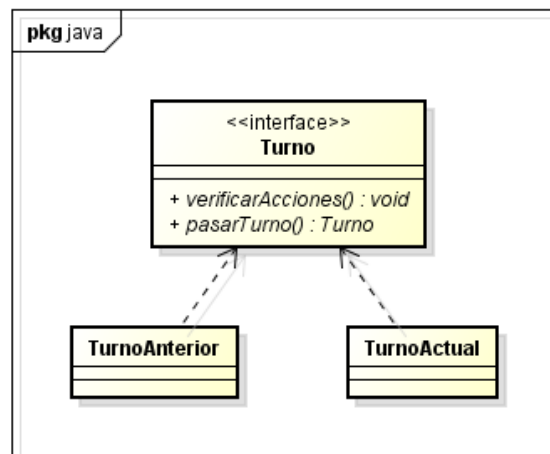 pkg java
<<interface>>
Turno
+ verificarAcciones() : void
+ pasarTurno() : Turno
TurnoAnterior
TurnoActual